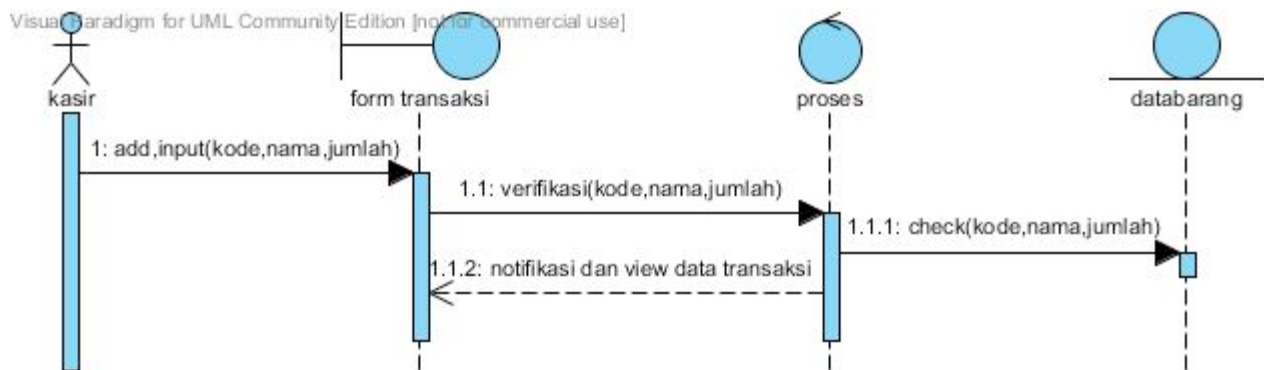 Visual Paradigm for UML Community Edition [not for commercial use]
kasir
form transaksi
proses
databarang
1: add,input(kode,nama,jumlah)
1.1: verifikasi(kode,nama,jumlah)
1.1.1: check(kode,nama,jumlah)
1.1.2: notifikasi dan view data transaksi